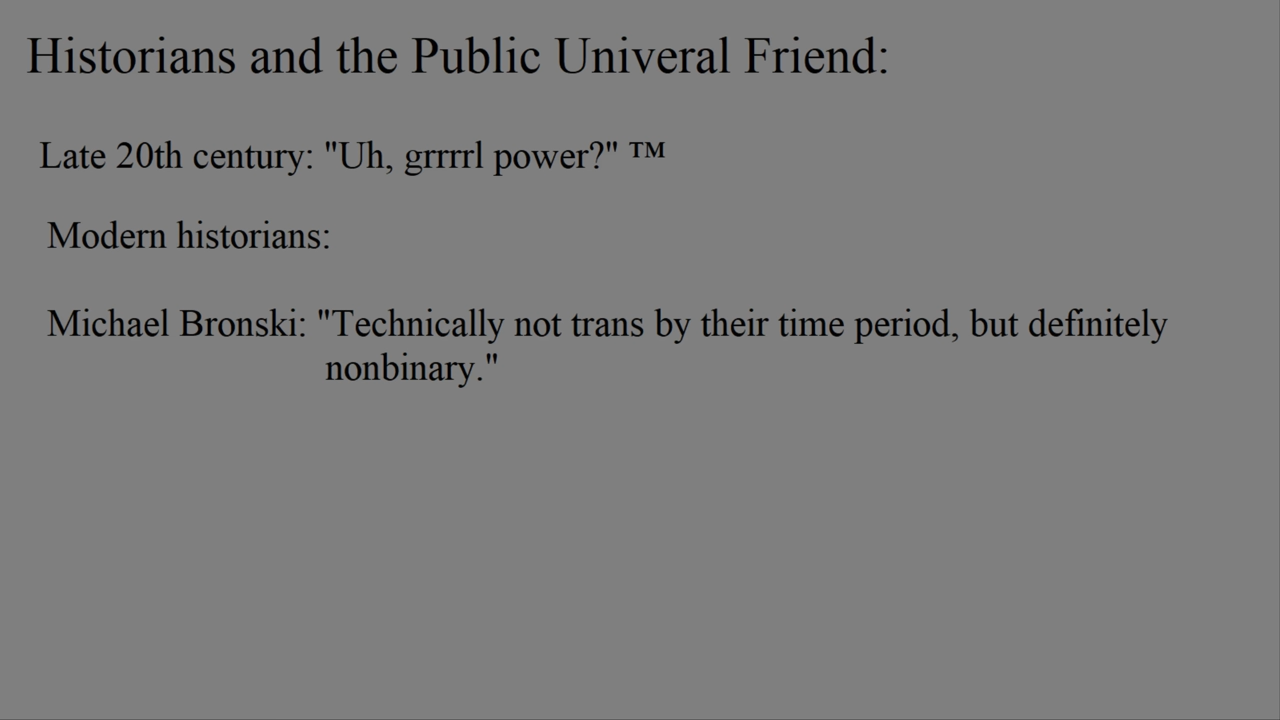 Historians and the Public Univeral Friend:
Late 20th century: "Uh, grrrrl power?" ™
Modern historians:
Michael Bronski: "Technically not trans by their time period, but definitely
nonbinary."